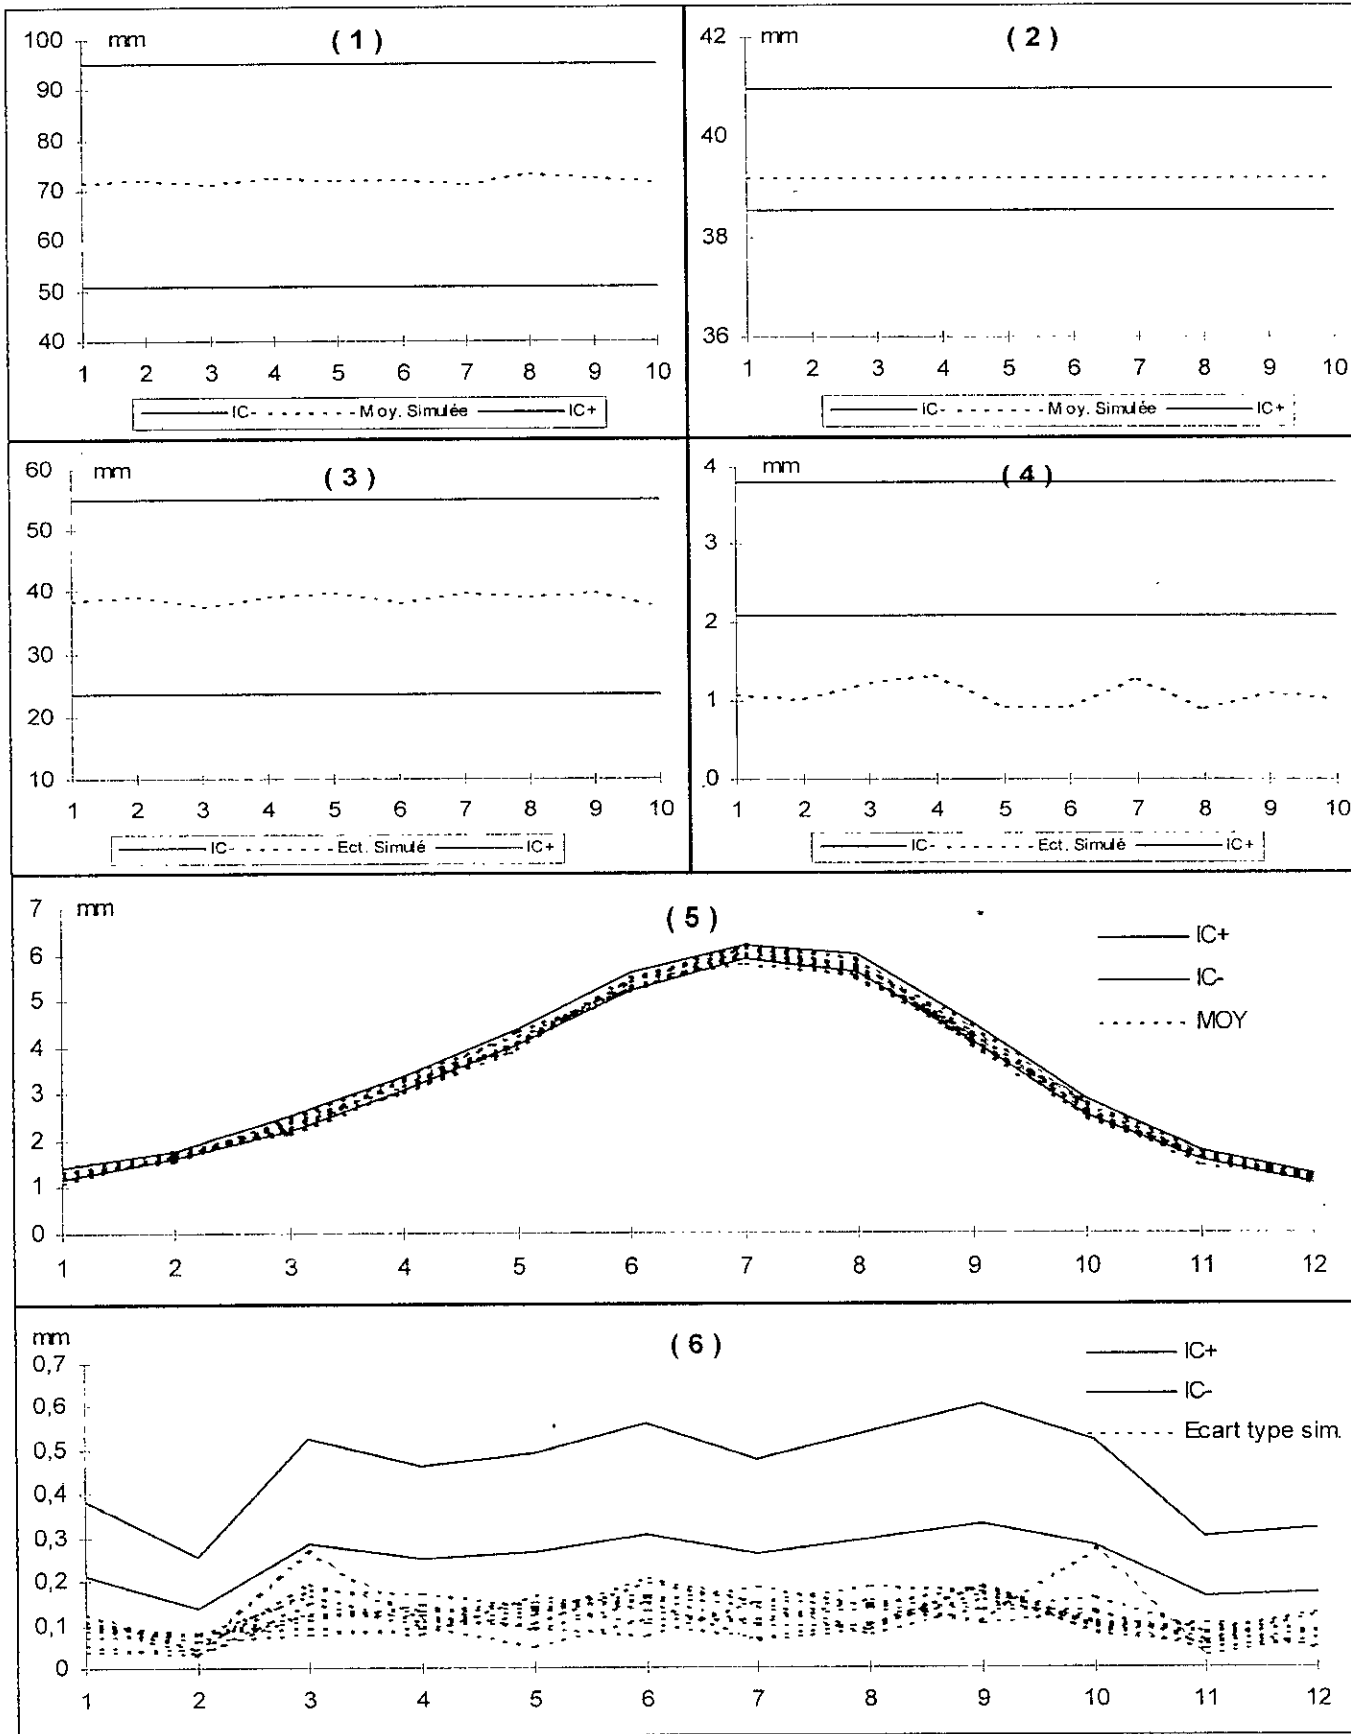 mm
( 1 )
100
90
80
70
60
50
40
1 2 3 4 5 6 7 8 9 10
IC- Moy. Simulée IC+
mm
( 2 )
42
40
38
36
1 2 3 4 5 6 7 8 9 10
IC- Moy. Simulée IC+
mm
( 3 )
60
50
40
30
20
10
1 2 3 4 5 6 7 8 9 10
IC- Ect. Simulé IC+
mm
( 4 )
4
3
2
1
0
1 2 3 4 5 6 7 8 9 10
IC- Ect. Simulé IC+
mm
( 5 )
7
6
5
4
3
2
1
0
1 2 3 4 5 6 7 8 9 10 11 12
IC+
IC-
MOY
mm
( 6 )
0,7
0,6
0,5
0,4
0,3
0,2
0,1
0
1 2 3 4 5 6 7 8 9 10 11 12
IC+
IC-
Ecart type sim.